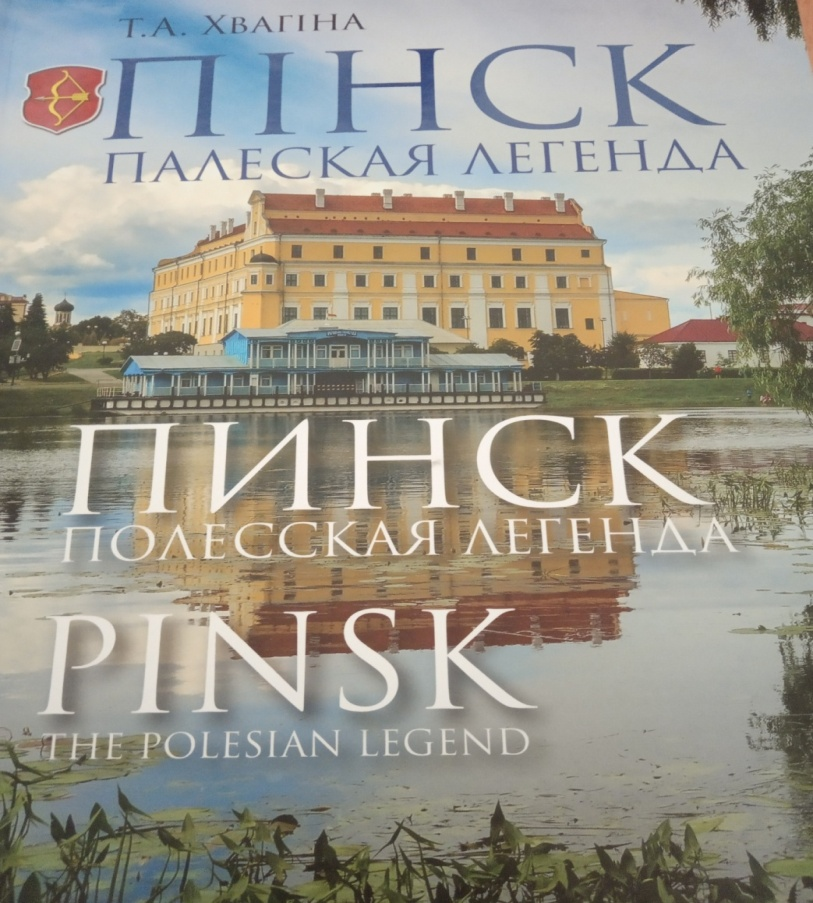 Т.А. ХВАГІНА
ПІНСК
ПАЛЕСКАЯ ЛЕГЕНДА
ПИНСК
ПОЛЕССКАЯ ЛЕГЕНДА
PINSK
THE POLESIAN LEGEND